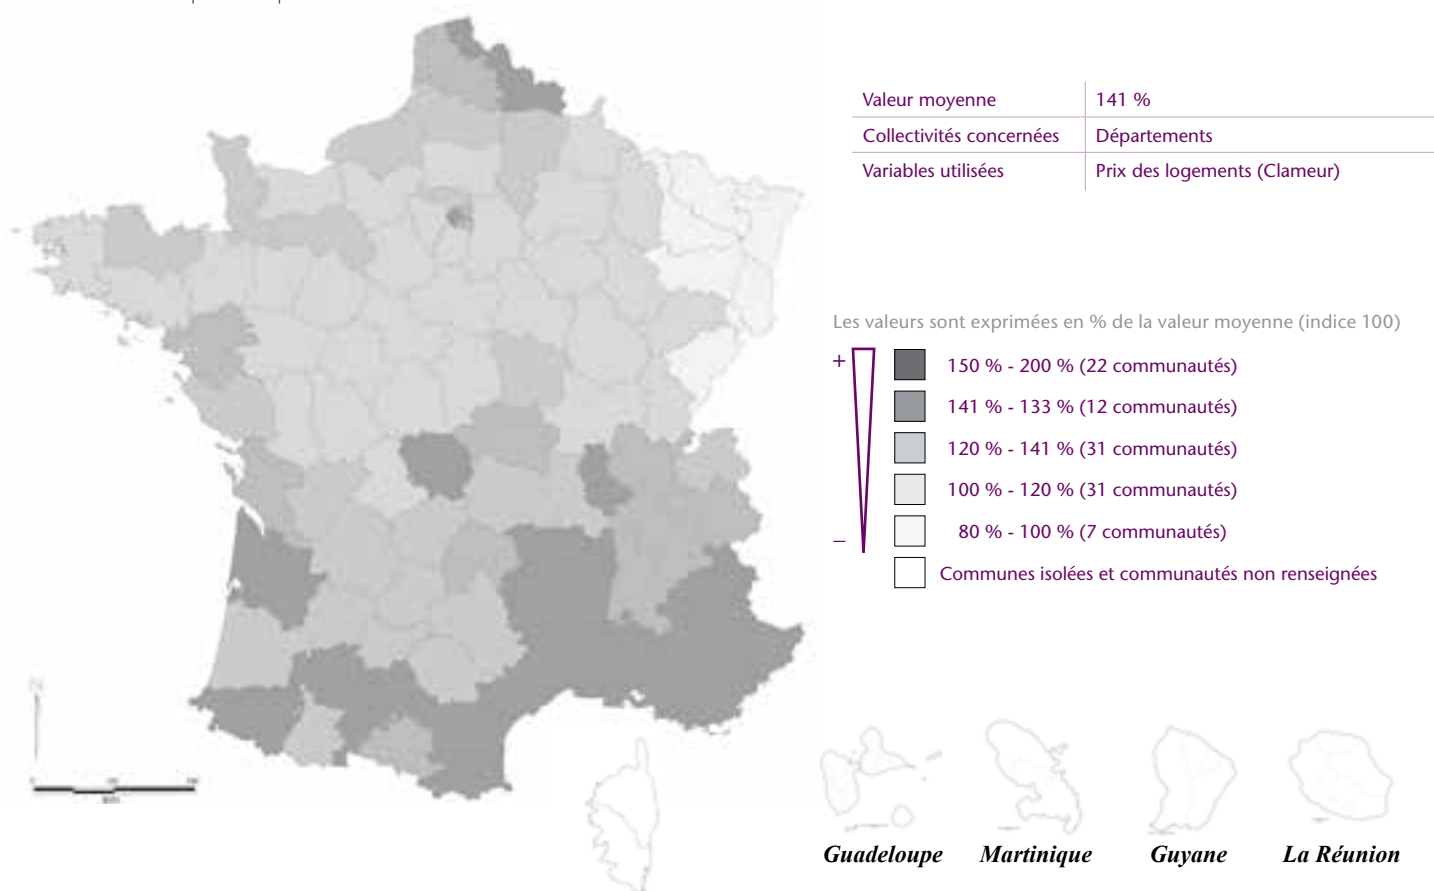 Valeur moyenne 141 %
Collectivités concernées Départements
Variables utilisées Prix des logements (Clameur)
Les valeurs sont exprimées en % de la valeur moyenne (indice 100)
+
150 % - 200 % (22 communautés)
141 % - 133 % (12 communautés)
120 % - 141 % (31 communautés)
100 % - 120 % (31 communautés)
80 % - 100 % (7 communautés)
–
Communes isolées et communautés non renseignées
N
Guadeloupe Martinique Guyane La Réunion